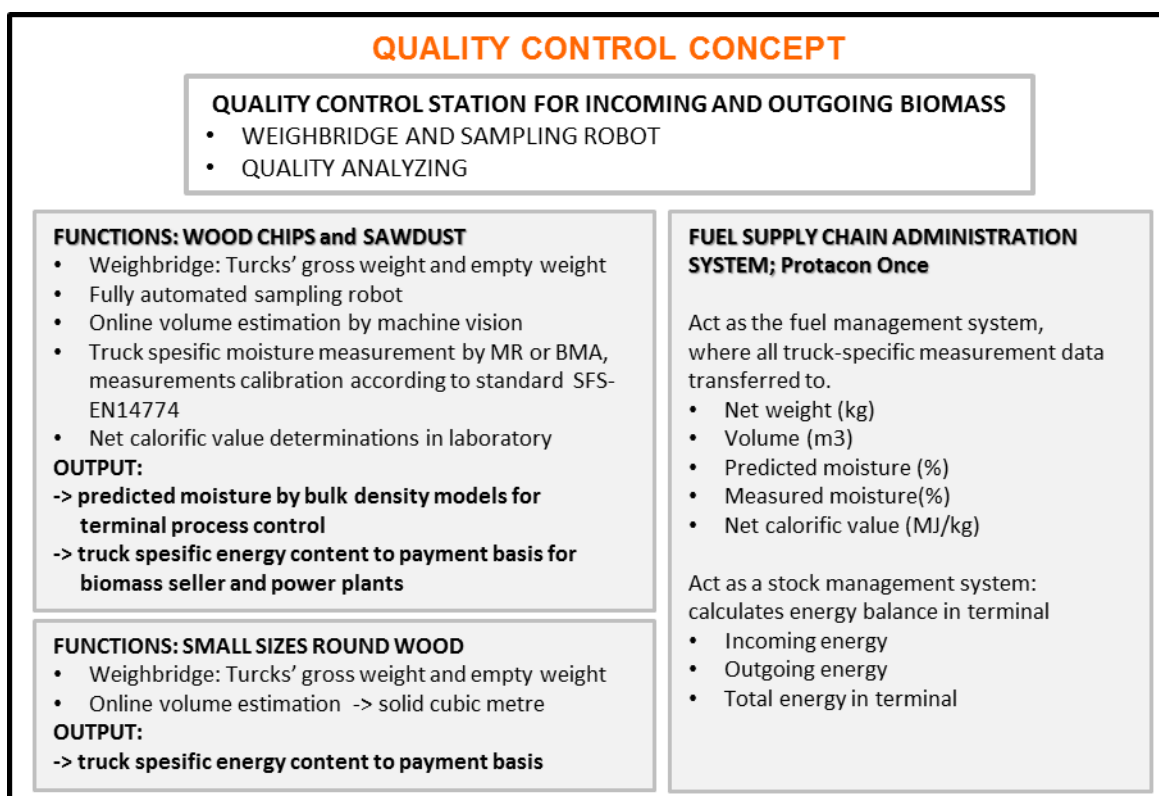 QUALITY CONTROL CONCEPT
QUALITY CONTROL STATION FOR INCOMING AND OUTGOING BIOMASS
• WEIGHBRIDGE AND SAMPLING ROBOT
• QUALITY ANALYZING
FUNCTIONS: WOOD CHIPS and SAWDUST
• Weighbridge: Turcks’ gross weight and empty weight
• Fully automated sampling robot
• Online volume estimation by machine vision
• Truck spesific moisture measurement by MR or BMA,
measurements calibration according to standard SFS-
EN14774
• Net calorific value determinations in laboratory
OUTPUT:
-> predicted moisture by bulk density models for
terminal process control
-> truck spesific energy content to payment basis for
biomass seller and power plants
FUNCTIONS: SMALL SIZES ROUND WOOD
• Weighbridge: Turcks’ gross weight and empty weight
• Online volume estimation -> solid cubic metre
OUTPUT:
-> truck spesific energy content to payment basis
FUEL SUPPLY CHAIN ADMINISTRATION
SYSTEM; Protacon Once
Act as the fuel management system,
where all truck-specific measurement data
transferred to.
• Net weight (kg)
• Volume (m3)
• Predicted moisture (%)
• Measured moisture(%)
• Net calorific value (MJ/kg)
Act as a stock management system:
calculates energy balance in terminal
• Incoming energy
• Outgoing energy
• Total energy in terminal